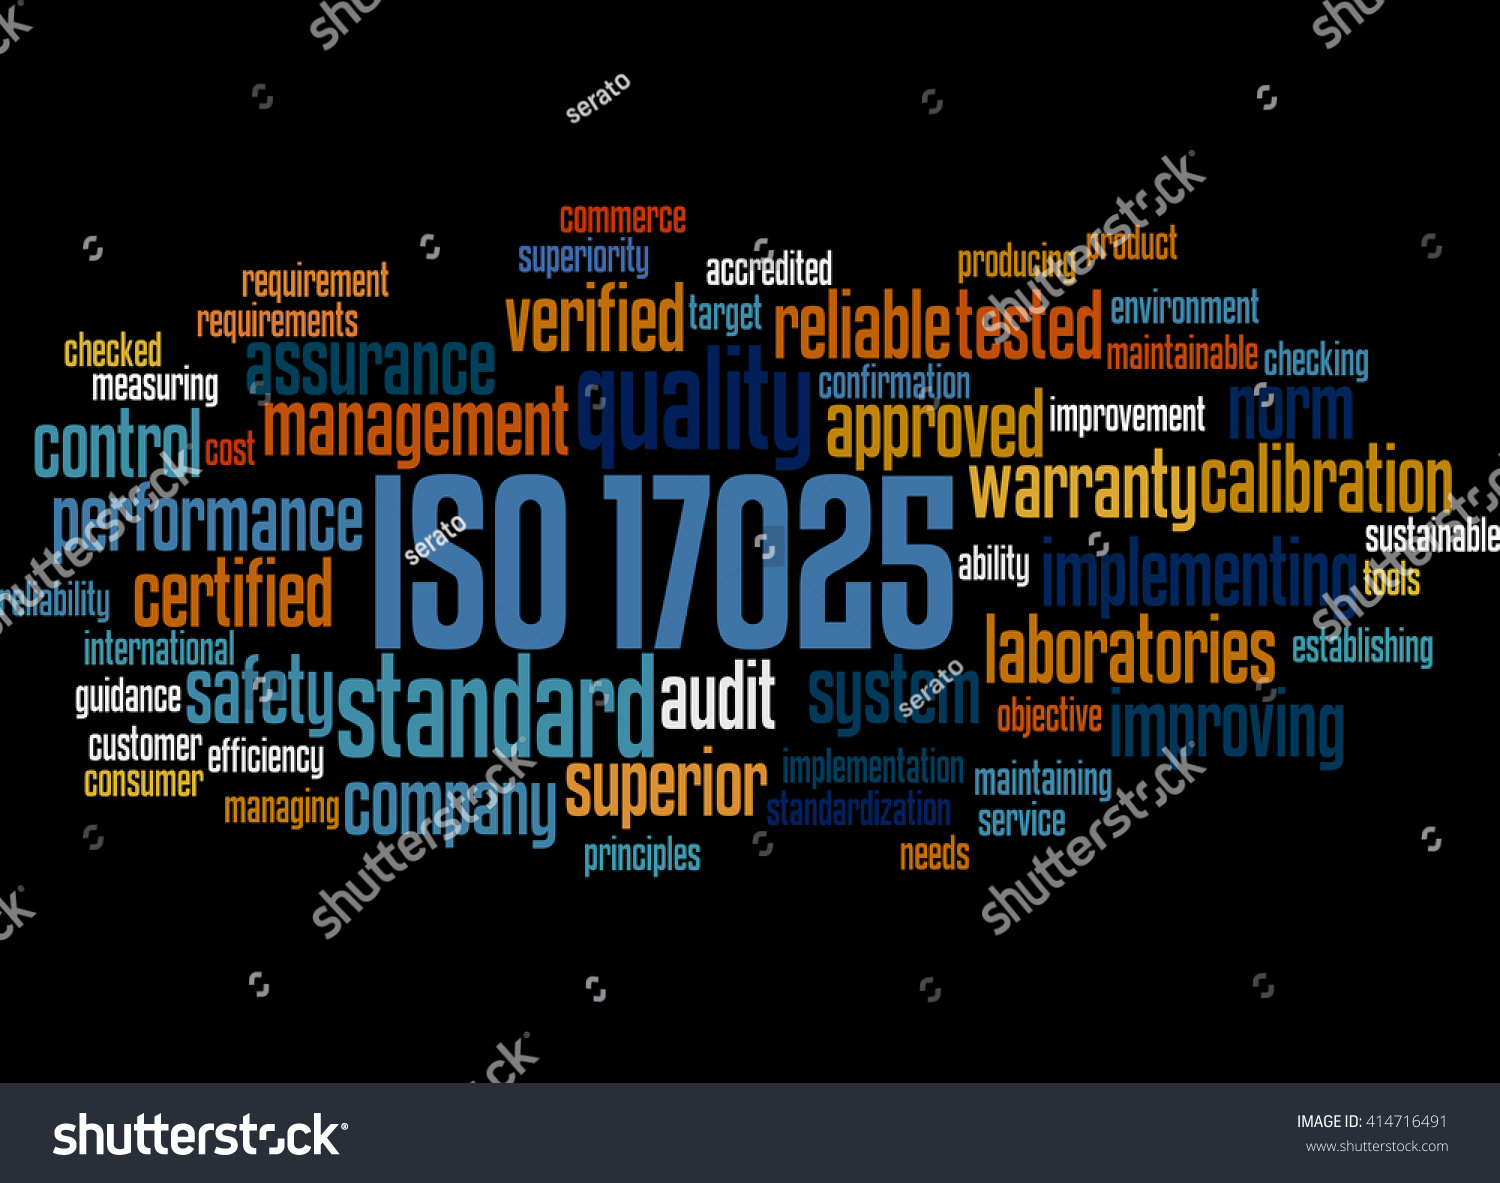 commerce
superiority
accredited
producing
product
requirement
requirements
verified
target
reliable
tested
environment
checked
measuring
assurance
quality
confirmation
maintainable
checking
control
cost
management
approved
improvement
norm
performance
ISO 17025
warranty
calibration
sustainable
reliability
certified
ability
implementing
tools
international
laboratories
establishing
guidance
safety
standard
audit
system
objective
improving
customer
efficiency
consumer
managing
company
superior
implementation
standardization
maintaining
service
principles
needs
serato
serato
serato
shutterstock
shutterstock
shutterstock
shutterstock
shutterstock
shutterstock
IMAGE ID: 414716491
www.shutterstock.com